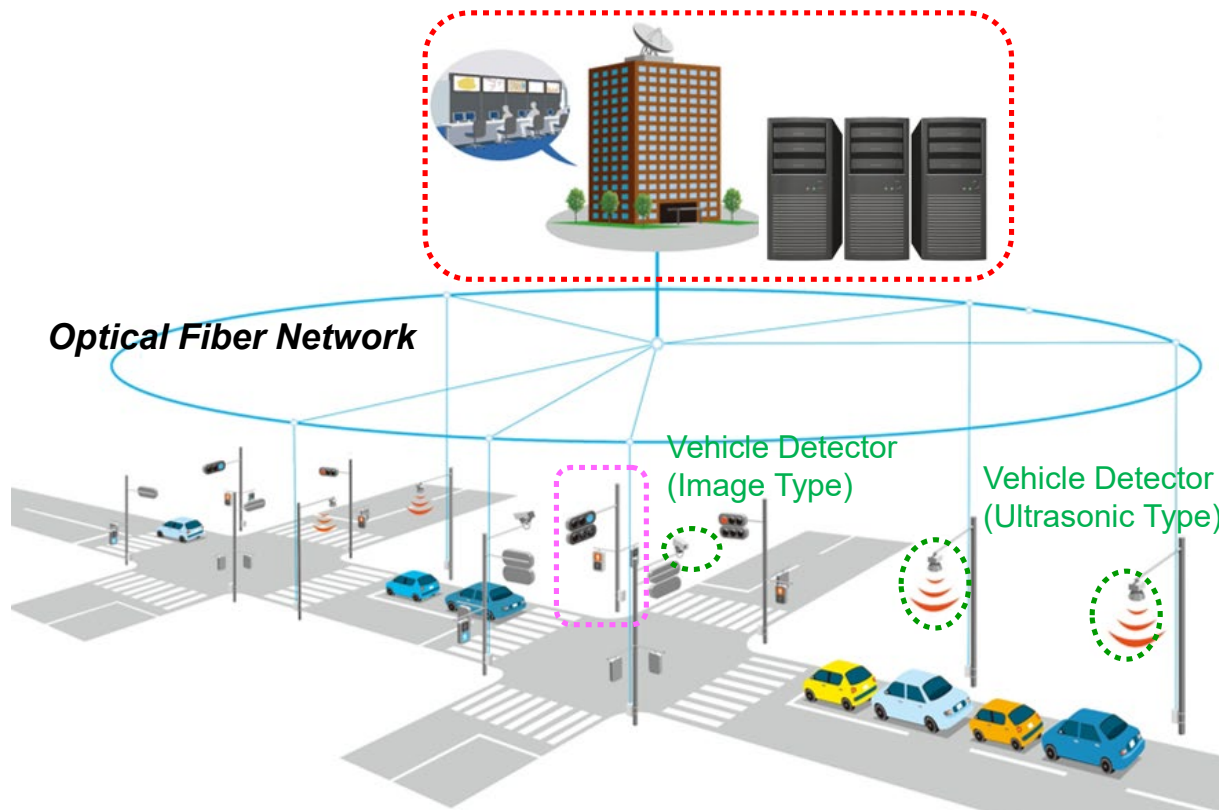 Optical Fiber Network
Vehicle Detector
(Image Type)
Vehicle Detector
(Ultrasonic Type)